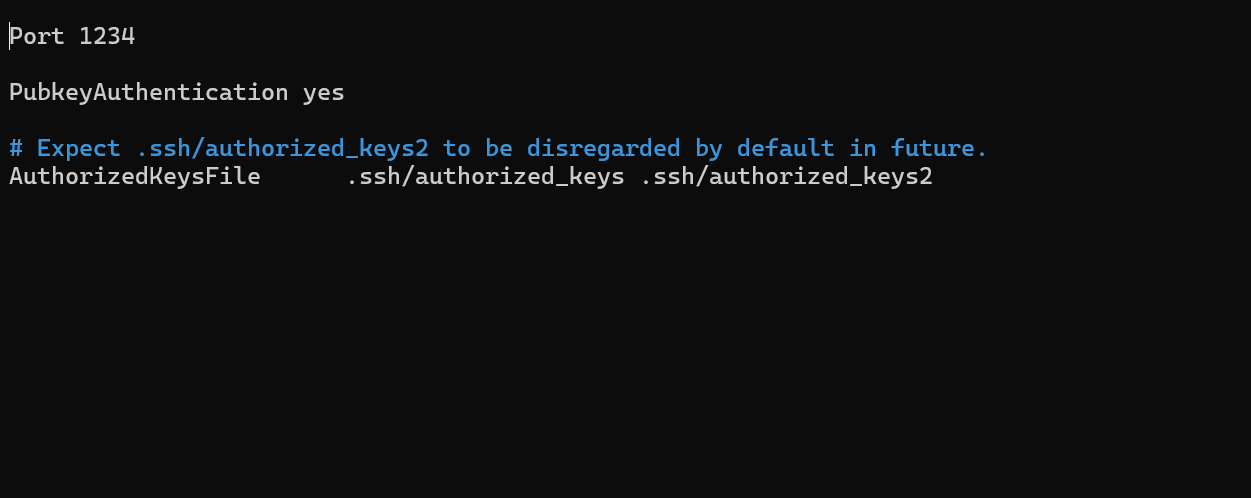 Port 1234
PubkeyAuthentication yes
# Expect .ssh/authorized_keys2 to be disregarded by default in future.
AuthorizedKeysFile      .ssh/authorized_keys .ssh/authorized_keys2